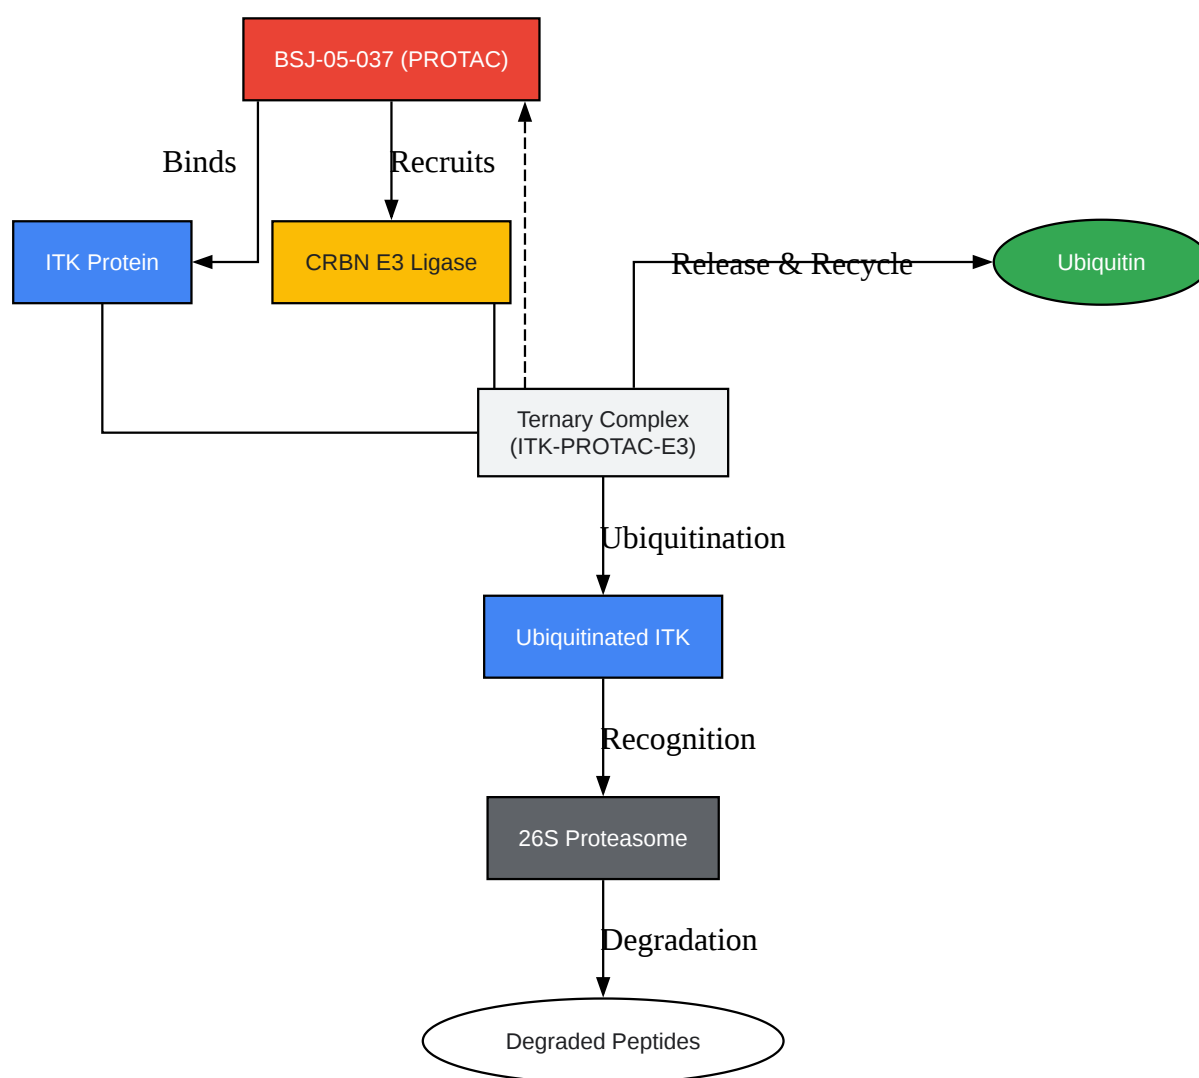 BSJ-05-037 (PROTAC)
Binds
Recruits
ITK Protein
CRBN E3 Ligase
Release & Recycle
Ubiquitin
Ternary Complex
(ITK-PROTAC-E3)
Ubiquitination
Ubiquitinated ITK
Recognition
26S Proteasome
Degradation
Degraded Peptides